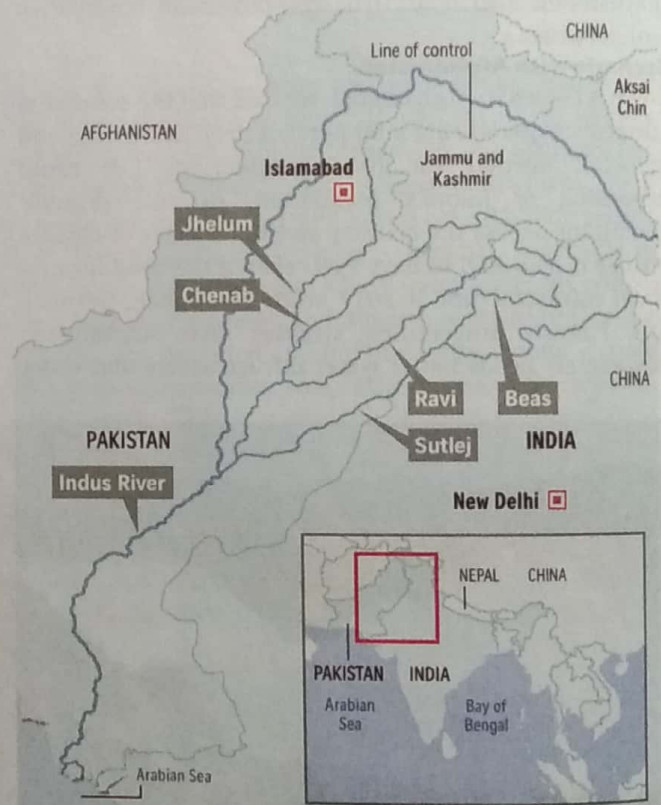 CHINA
Line of control
Aksai
Chin
AFGHANISTAN
Islamabad
Jammu and
Kashmir
Jhelum
Chenab
CHINA
Ravi
Beas
PAKISTAN
Sutlej
INDIA
Indus River
New Delhi
NEPAL
CHINA
PAKISTAN
INDIA
Arabian
Sea
Bay of
Bengal
Arabian Sea